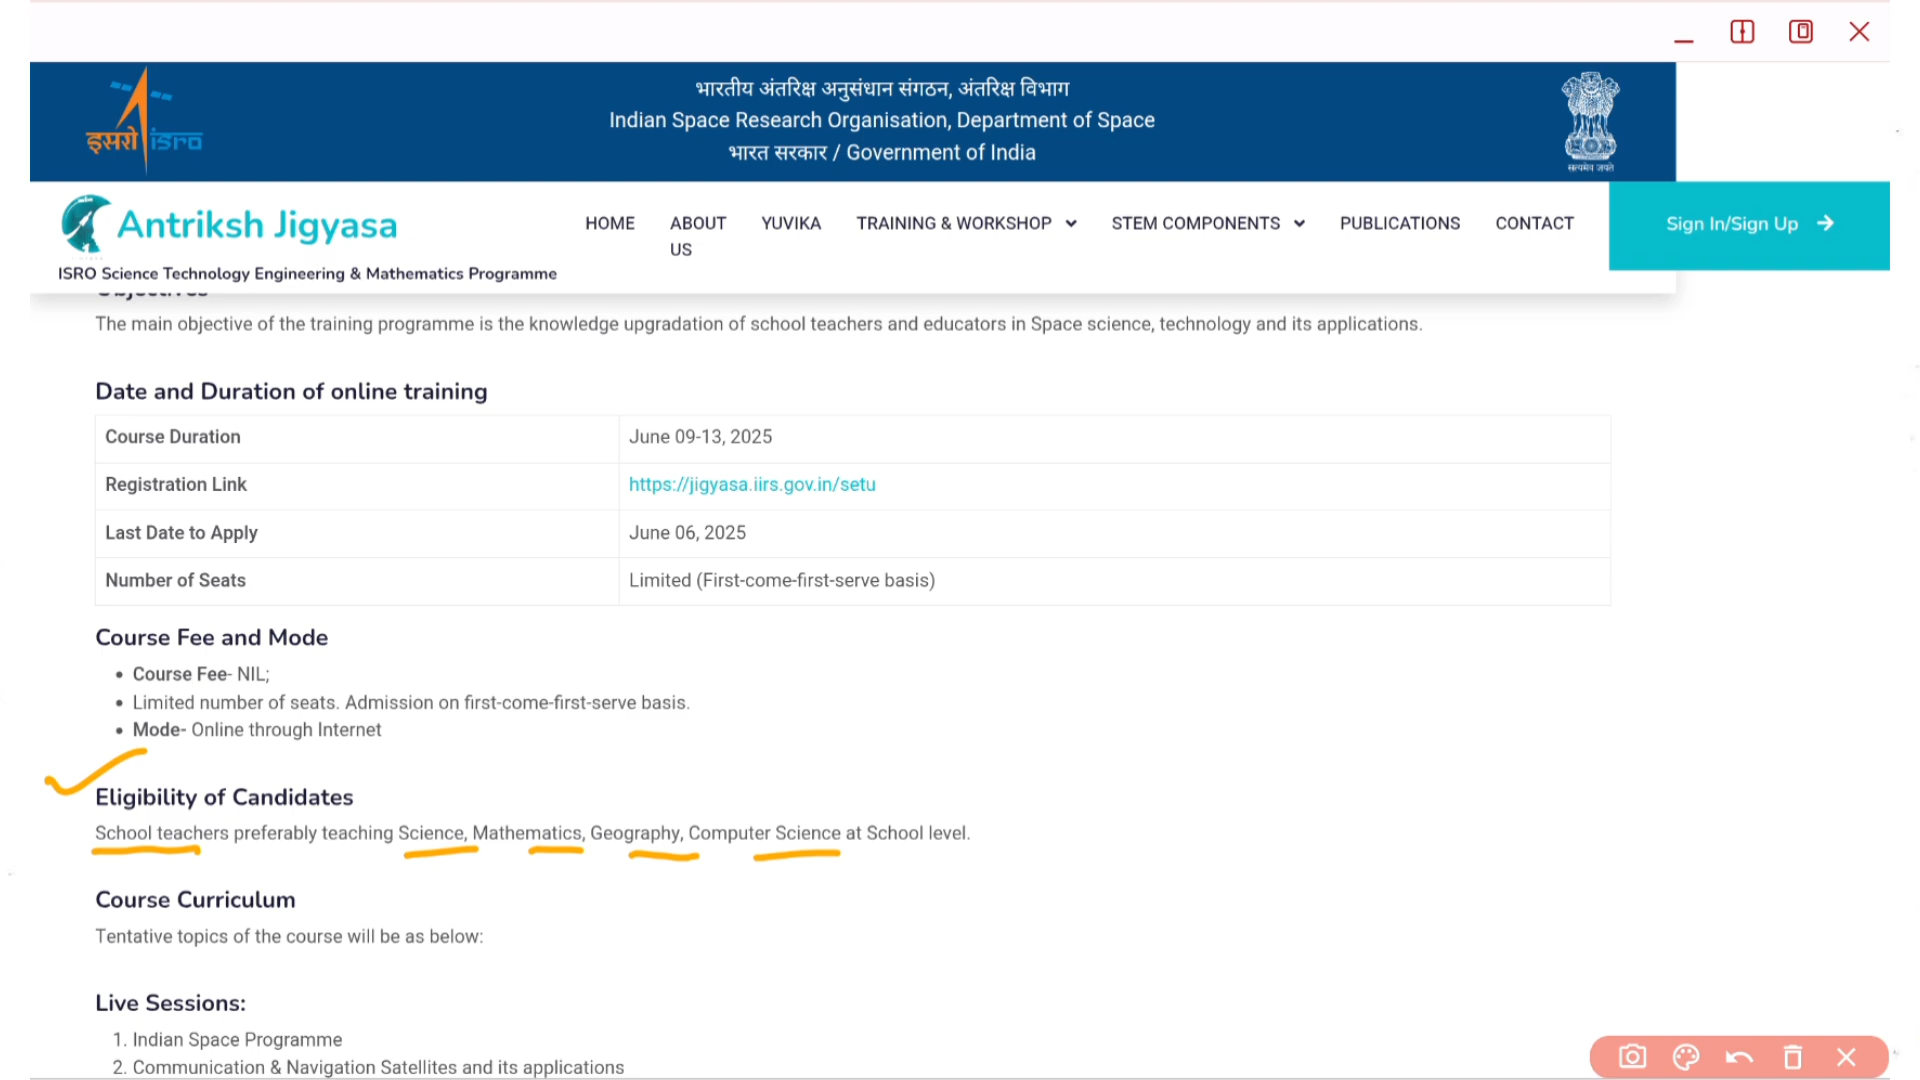 भारतीय अंतरिक्ष अनुसंधान संगठन, अंतरिक्ष विभाग
Indian Space Research Organisation, Department of Space
भारत सरकार / Government of India
इसरो isro
सत्यमेव जयते
Antriksh Jigyasa
ISRO Science Technology Engineering & Mathematics Programme
HOME ABOUT US YUVIKA TRAINING & WORKSHOP STEM COMPONENTS PUBLICATIONS CONTACT
Sign In/Sign Up
Objectives
The main objective of the training programme is the knowledge upgradation of school teachers and educators in Space science, technology and its applications.
Date and Duration of online training
Course Duration June 09-13, 2025
Registration Link https://jigyasa.iirs.gov.in/setu
Last Date to Apply June 06, 2025
Number of Seats Limited (First-come-first-serve basis)
Course Fee and Mode
• Course Fee- NIL;
• Limited number of seats. Admission on first-come-first-serve basis.
• Mode- Online through Internet
Eligibility of Candidates
School teachers preferably teaching Science, Mathematics, Geography, Computer Science at School level.
Course Curriculum
Tentative topics of the course will be as below:
Live Sessions:
1. Indian Space Programme
2. Communication & Navigation Satellites and its applications